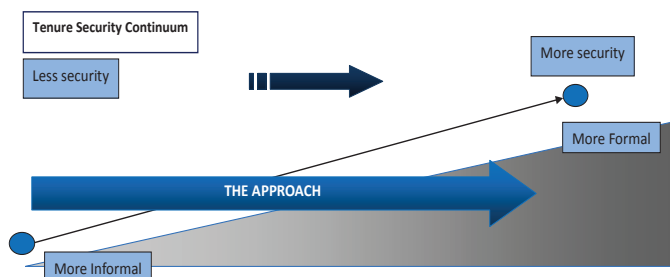 Tenure Security Continuum
Less security
More security
More Formal
THE APPROACH
More Informal